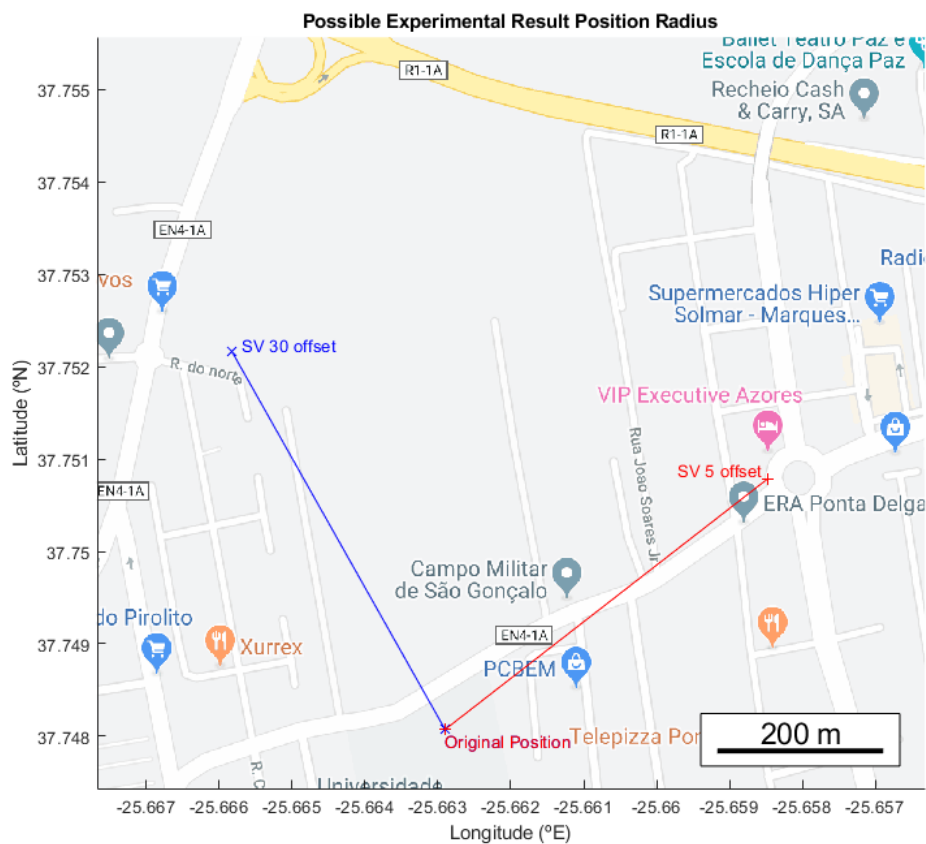 Possible Experimental Result Position Radius
Ballet Teatro Paz e
Escola de Dança Paz
R1-1A
Recheio Cash
& Carry, SA
R1-1A
EN4-1A
Radio
vos
Supermercados Hiper
Solmar - Marques...
SV 30 offset
R. do norte
VIP Executive Azores
Rua Joao Soares Jr
SV 5 offset
EN4-1A
ERA Ponta Delga
Campo Militar
de São Gonçalo
do Pirolito
EN4-1A
Xurrex
PCBEM
Original Position
Telepizza Por
200 m
R. C
Universidade
37.755
37.754
37.753
37.752
37.751
37.75
37.749
37.748
Latitude (ºN)
-25.667 -25.666 -25.665 -25.664 -25.663 -25.662 -25.661 -25.66 -25.659 -25.658 -25.657
Longitude (ºE)